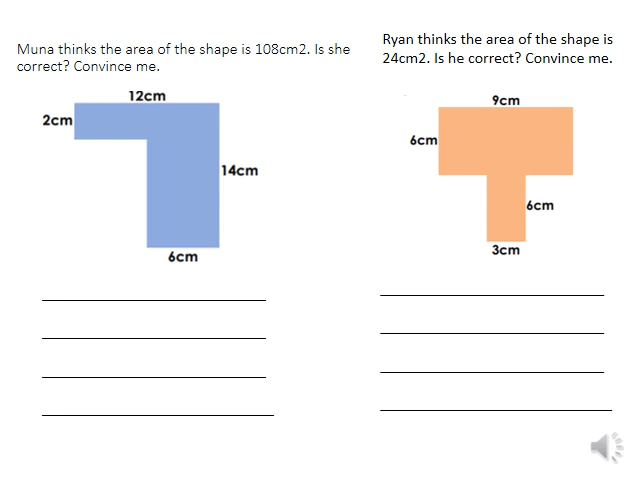 Muna thinks the area of the shape is 108cm2. Is she
correct? Convince me.
12cm
2cm
14cm
6cm
Ryan thinks the area of the shape is
24cm2. Is he correct? Convince me.
9cm
6cm
6cm
3cm